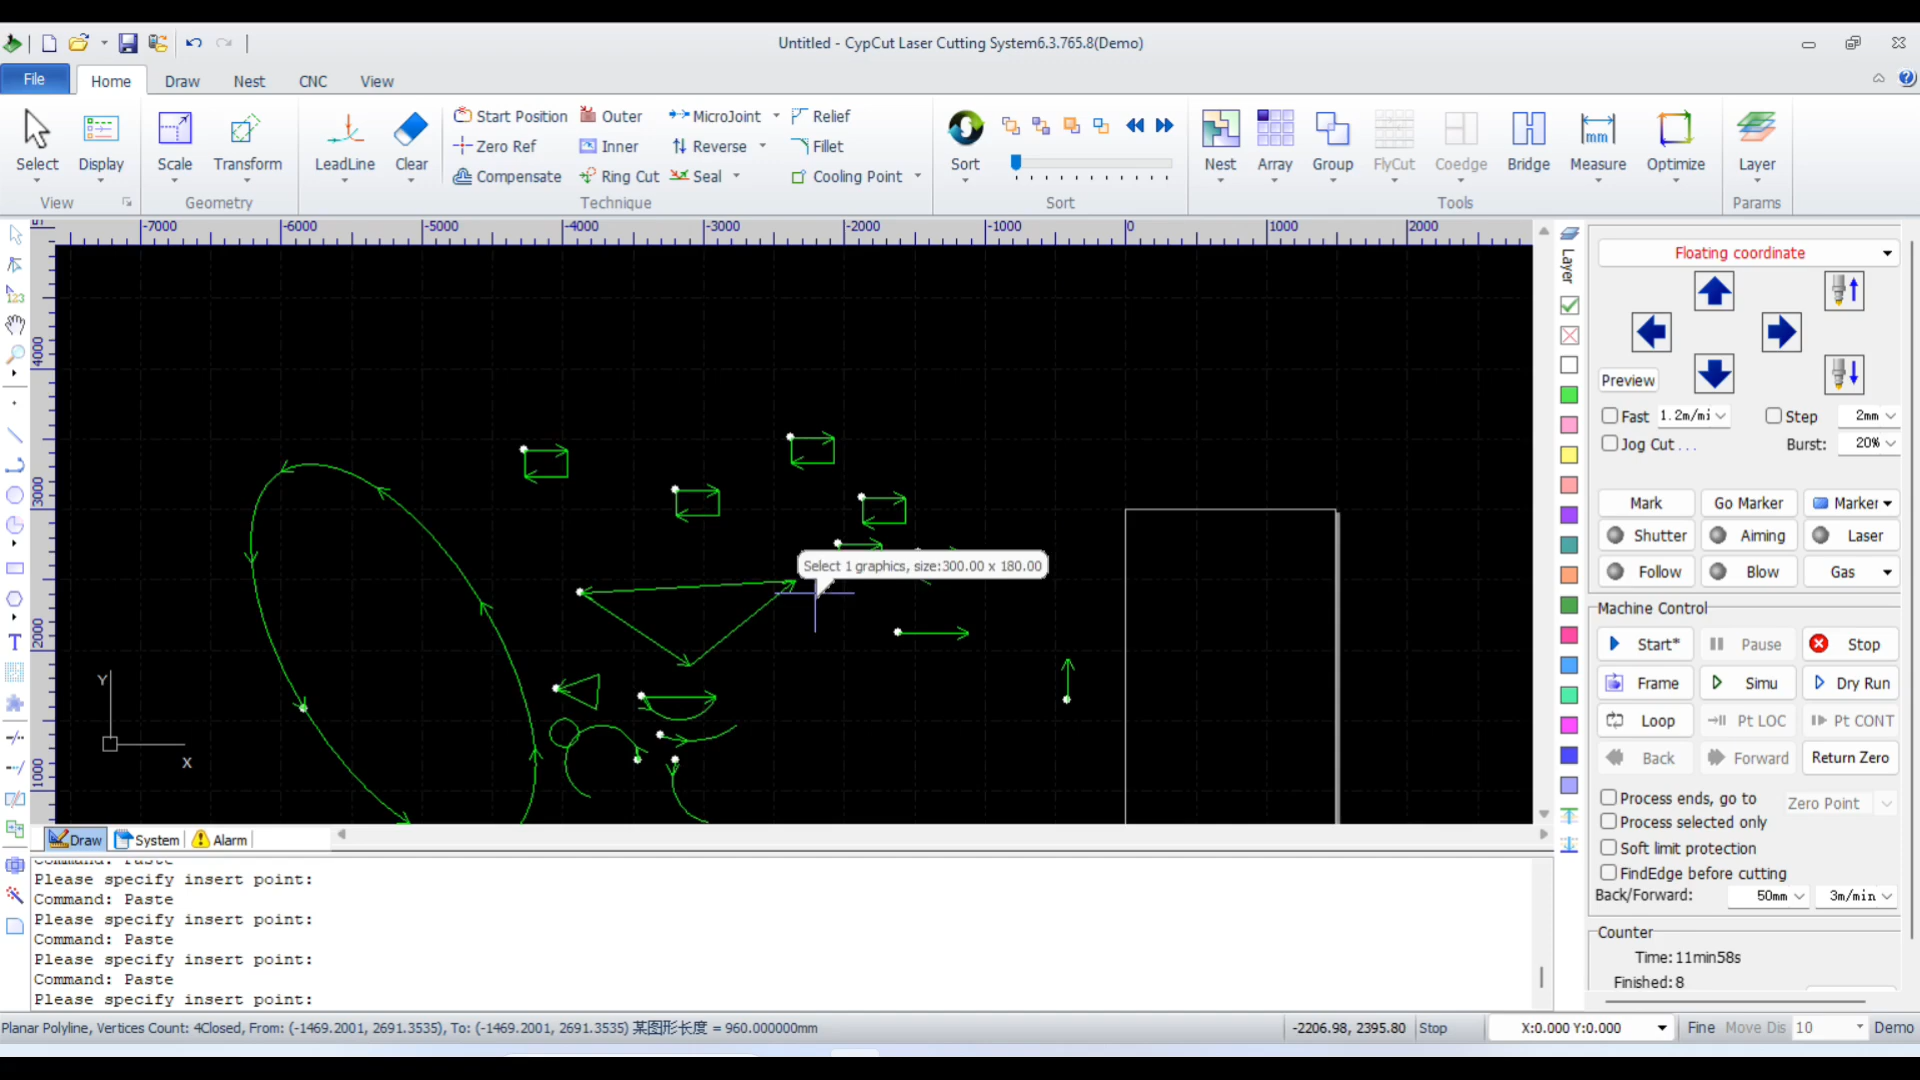 Untitled - CypCut Laser Cutting System6.3.765.8(Demo)
File Home Draw Nest CNC View
Start Position Outer MicroJoint Relief
Zero Ref Inner Reverse Fillet
Compensate Ring Cut Seal Cooling Point
Select Display Scale Transform LeadLine Clear Sort Nest Array Group FlyCut Coedge Bridge Measure Optimize Layer
View Geometry Technique Sort Tools Params
-7000 -6000 -5000 -4000 -3000 -2000 -1000 0 1000 2000
4000
3000
2000
1000
Select 1 graphics, size:300.00 x 180.00
Y
X
Layer
Floating coordinate
Preview
Fast 1.2m/mi Step 2mm
Jog Cut ... Burst: 20%
Mark Go Marker Marker
Shutter Aiming Laser
Follow Blow Gas
Machine Control
Start* Pause Stop
Frame Simu Dry Run
Loop Pt LOC Pt CONT
Back Forward Return Zero
Process ends, go to Zero Point
Process selected only
Soft limit protection
FindEdge before cutting
Back/Forward: 50mm 3m/min
Counter
Time:11min58s
Finished:8
Draw System Alarm
Command: Paste
Please specify insert point:
Command: Paste
Please specify insert point:
Command: Paste
Please specify insert point:
Command: Paste
Please specify insert point:
Planar Polyline, Vertices Count: 4Closed, From: (-1469.2001, 2691.3535), To: (-1469.2001, 2691.3535) 某图形长度 = 960.000000mm
-2206.98, 2395.80 Stop X:0.000 Y:0.000 Fine Move Dis 10 Demo